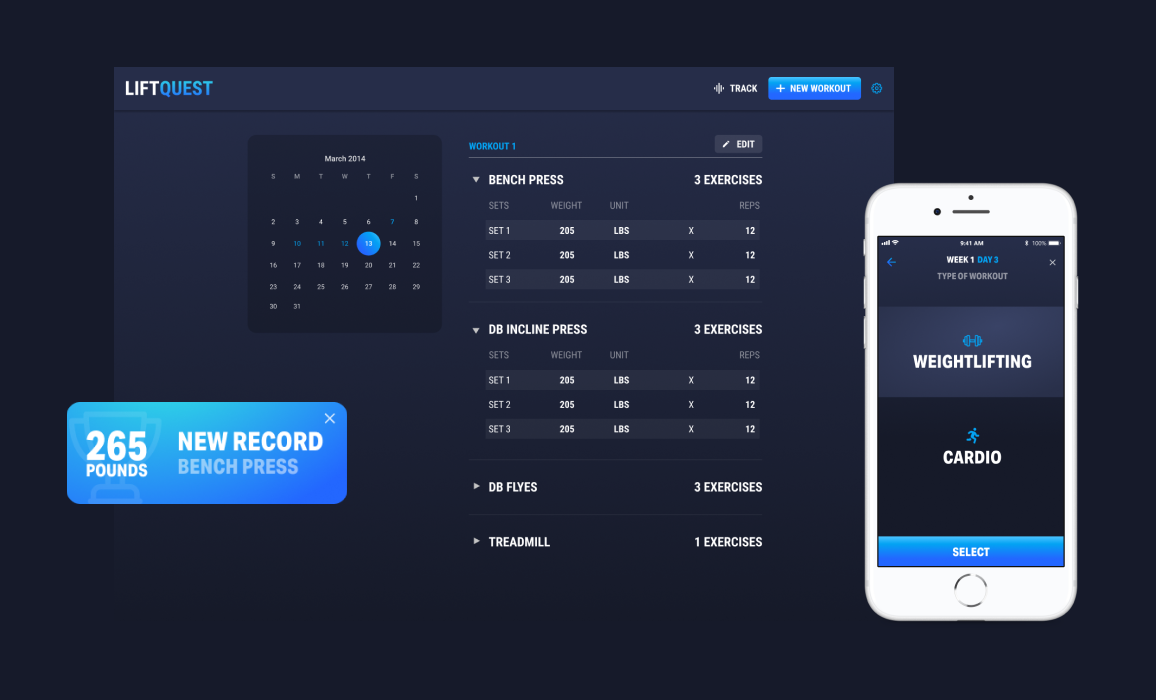 LIFTQUEST
TRACK
+ NEW WORKOUT
March 2014
S M T W T F S
1
2 3 4 5 6 7 8
9 10 11 12 13 14 15
16 17 18 19 20 21 22
23 24 25 26 27 28 29
30 31
WORKOUT 1
EDIT
BENCH PRESS 3 EXERCISES
SETS WEIGHT UNIT REPS
SET 1 205 LBS X 12
SET 2 205 LBS X 12
SET 3 205 LBS X 12
DB INCLINE PRESS 3 EXERCISES
SETS WEIGHT UNIT REPS
SET 1 205 LBS X 12
SET 2 205 LBS X 12
SET 3 205 LBS X 12
DB FLYES 3 EXERCISES
TREADMILL 1 EXERCISES
265
POUNDS
NEW RECORD
BENCH PRESS
9:41 AM 100%
WEEK 1 DAY 3
TYPE OF WORKOUT
WEIGHTLIFTING
CARDIO
SELECT